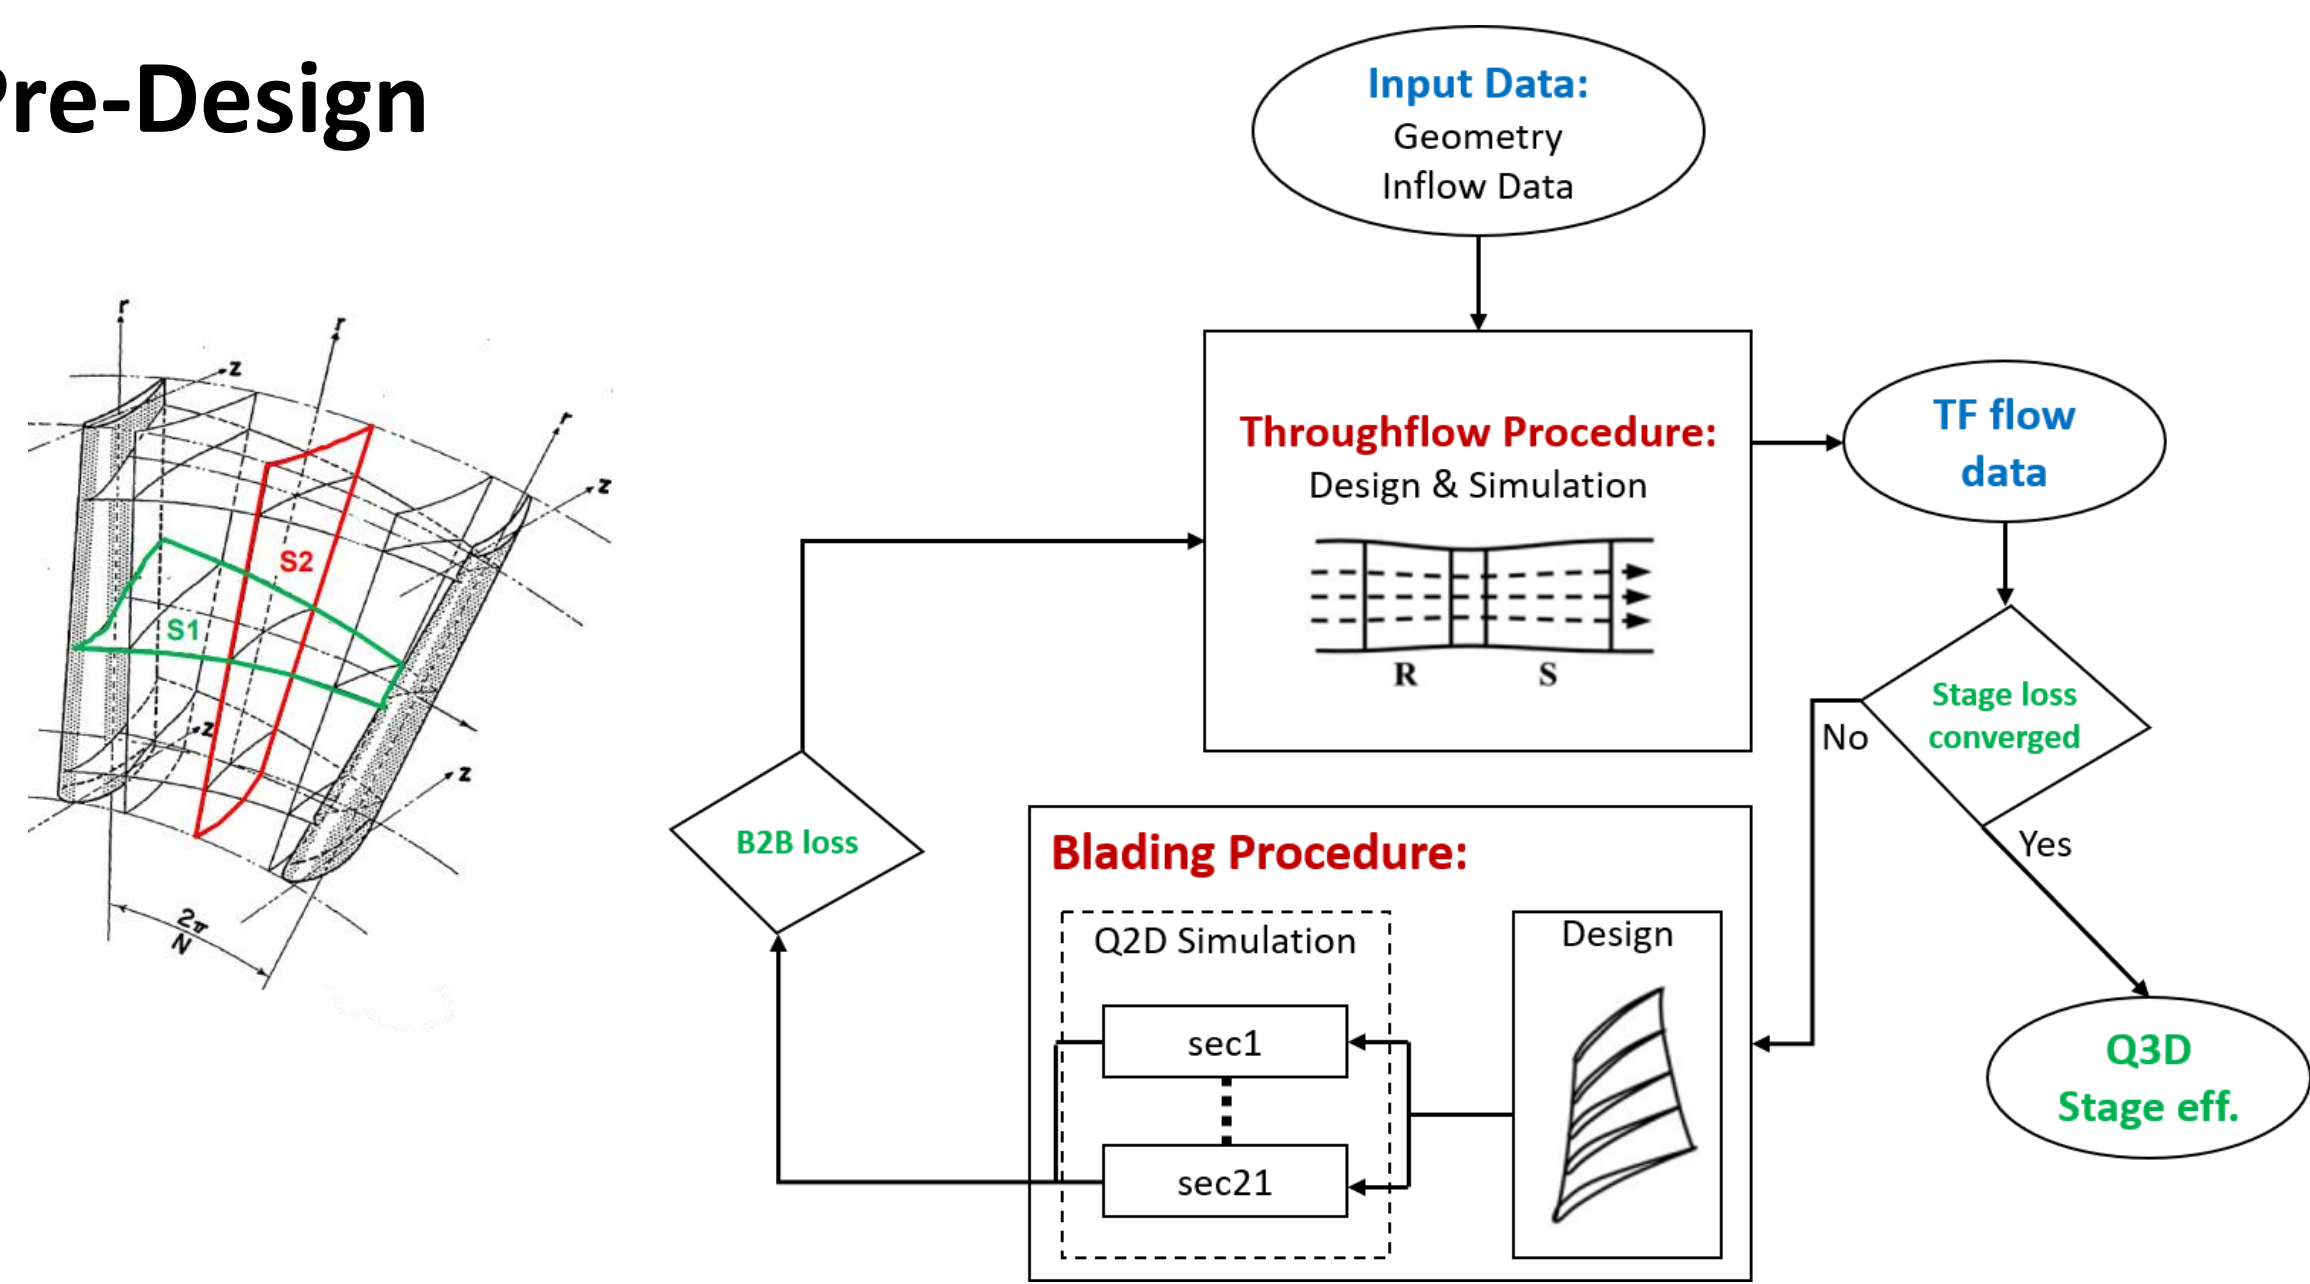 Pre-Design
r
r
z
r
z
S2
S1
z
z
2π
N
Input Data:
Geometry
Inflow Data
Throughflow Procedure:
Design & Simulation
R S
TF flow
data
Stage loss
converged
No
Yes
B2B loss
Blading Procedure:
Q2D Simulation
Design
sec1
sec21
Q3D
Stage eff.